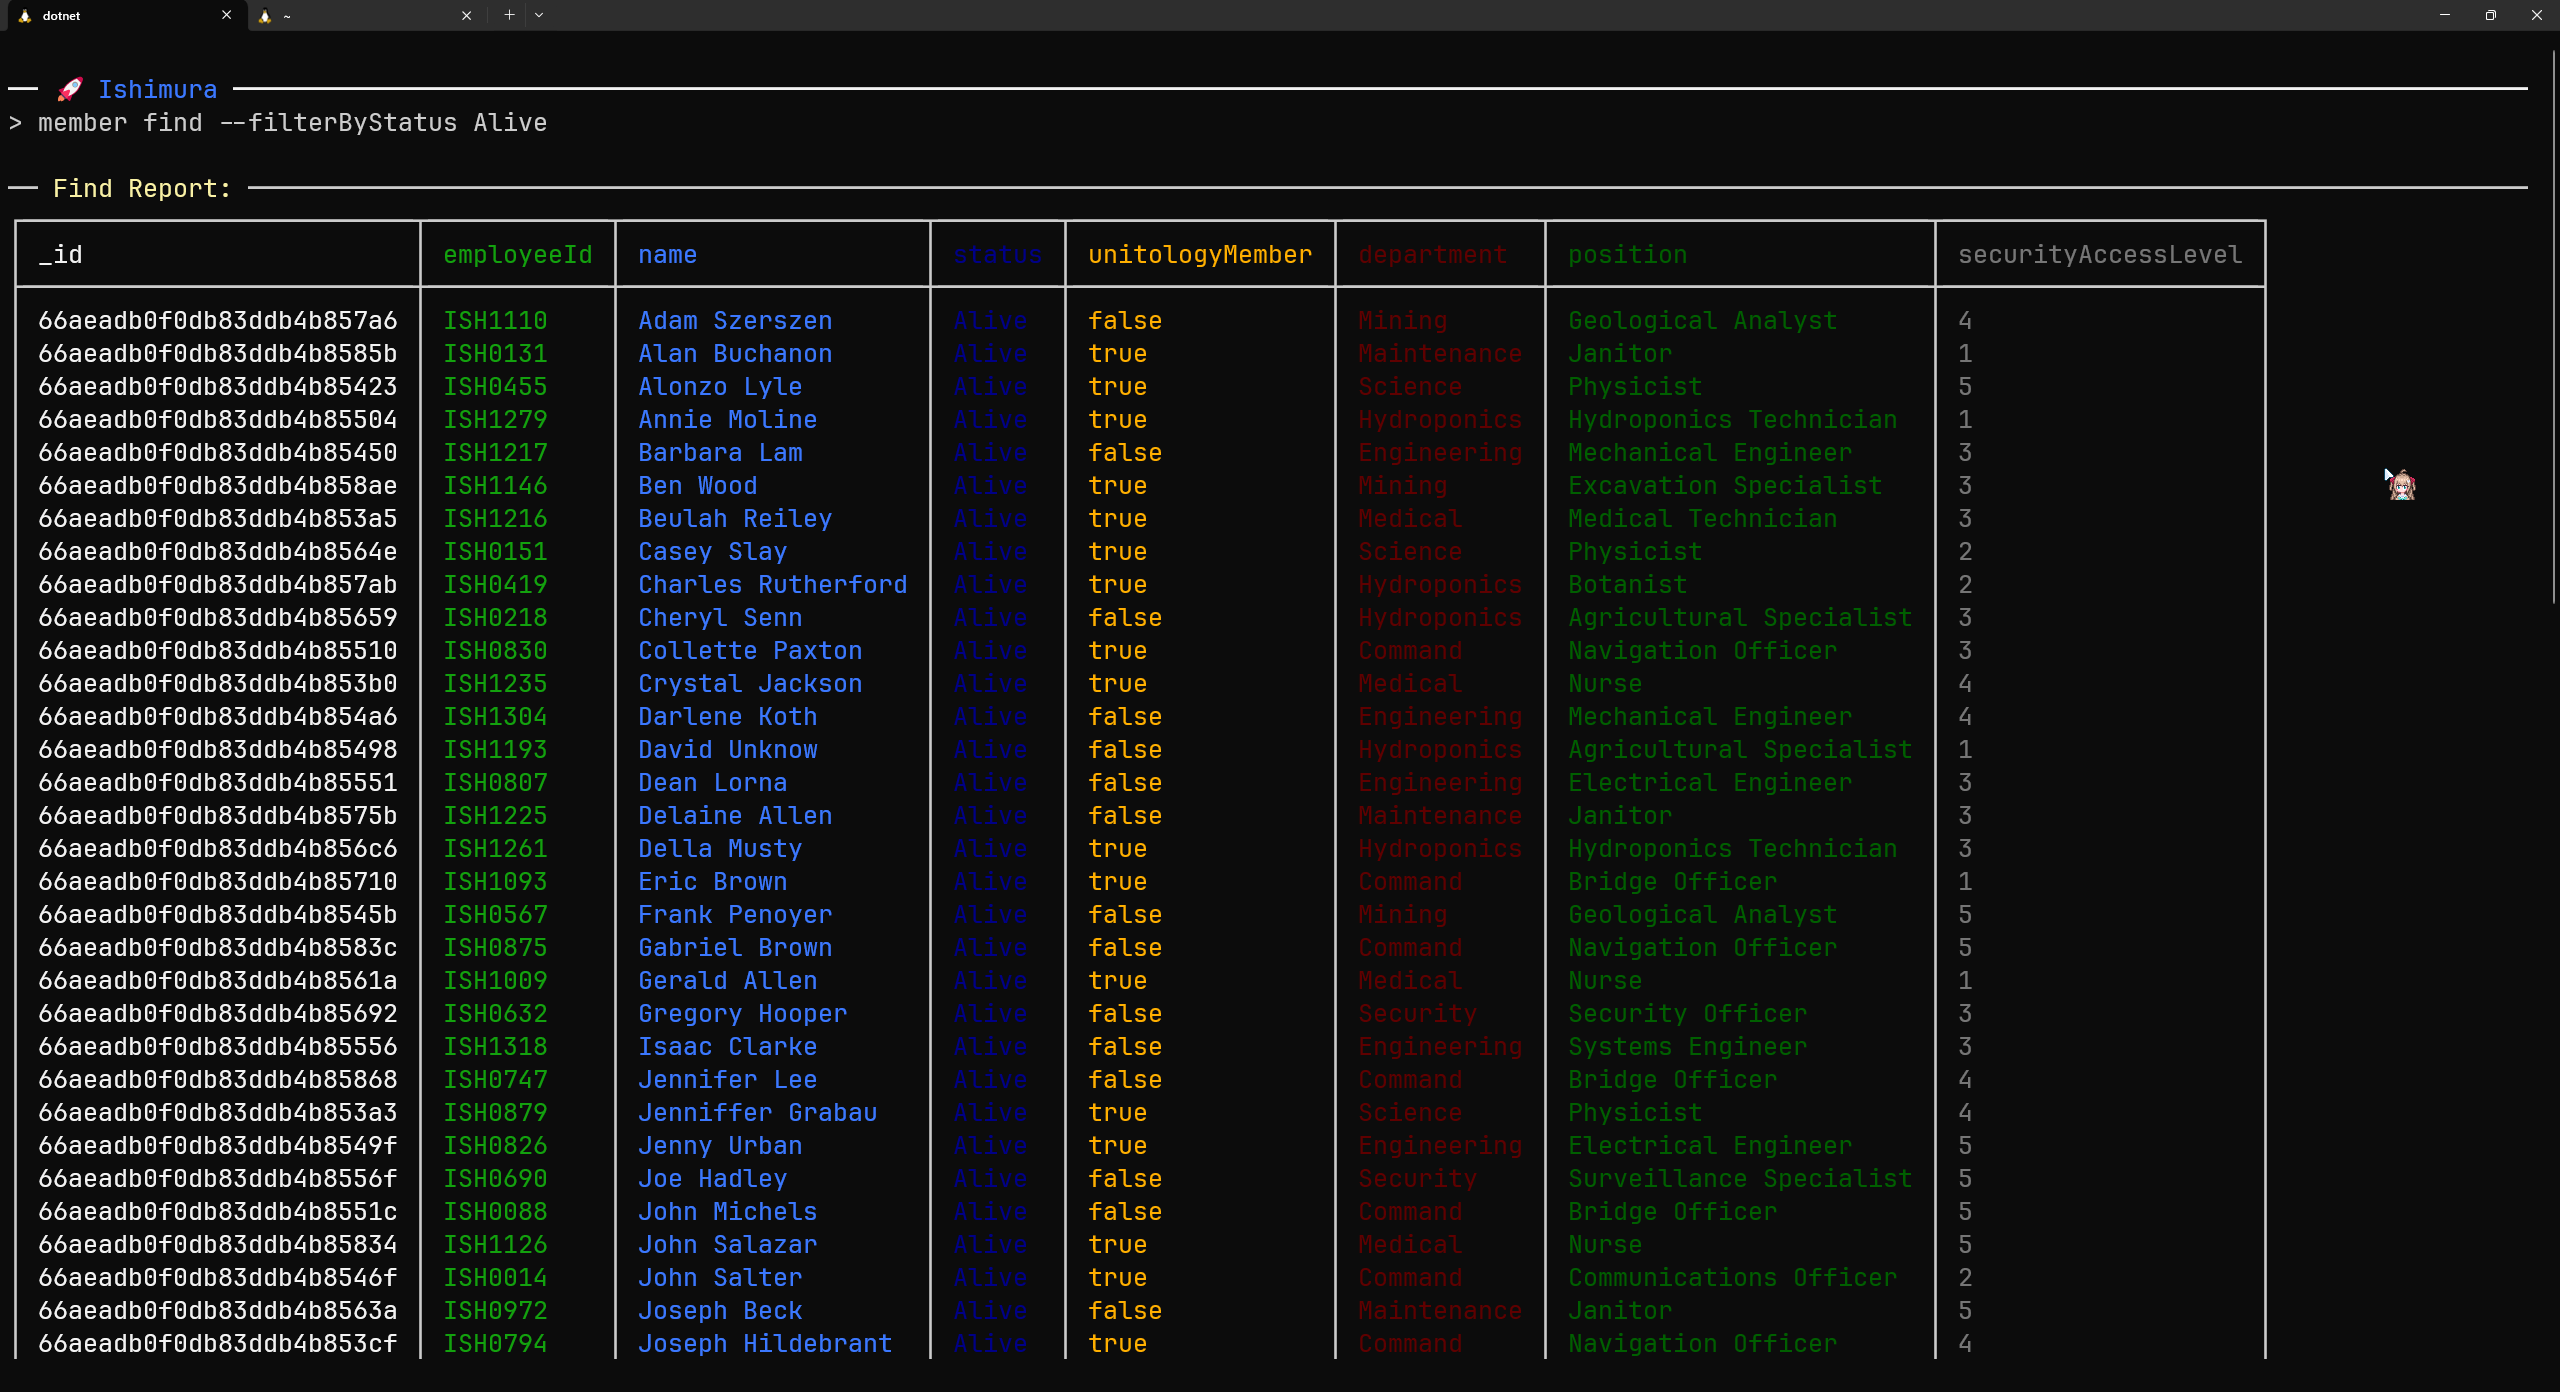 dotnet ~
🚀 Ishimura
> member find --filterByStatus Alive
Find Report:
_id employeeId name status unitologyMember department position securityAccessLevel
66aeadb0f0db83ddb4b857a6 ISH1110 Adam Szerszen Alive false Mining Geological Analyst 4
66aeadb0f0db83ddb4b8585b ISH0131 Alan Buchanon Alive true Maintenance Janitor 1
66aeadb0f0db83ddb4b85423 ISH0455 Alonzo Lyle Alive true Science Physicist 5
66aeadb0f0db83ddb4b85504 ISH1279 Annie Moline Alive true Hydroponics Hydroponics Technician 1
66aeadb0f0db83ddb4b85450 ISH1217 Barbara Lam Alive false Engineering Mechanical Engineer 3
66aeadb0f0db83ddb4b858ae ISH1146 Ben Wood Alive true Mining Excavation Specialist 3
66aeadb0f0db83ddb4b853a5 ISH1216 Beulah Reiley Alive true Medical Medical Technician 3
66aeadb0f0db83ddb4b8564e ISH0151 Casey Slay Alive true Science Physicist 2
66aeadb0f0db83ddb4b857ab ISH0419 Charles Rutherford Alive true Hydroponics Botanist 2
66aeadb0f0db83ddb4b85659 ISH0218 Cheryl Senn Alive false Hydroponics Agricultural Specialist 3
66aeadb0f0db83ddb4b85510 ISH0830 Collette Paxton Alive true Command Navigation Officer 3
66aeadb0f0db83ddb4b853b0 ISH1235 Crystal Jackson Alive true Medical Nurse 4
66aeadb0f0db83ddb4b854a6 ISH1304 Darlene Koth Alive false Engineering Mechanical Engineer 4
66aeadb0f0db83ddb4b85498 ISH1193 David Unknow Alive false Hydroponics Agricultural Specialist 1
66aeadb0f0db83ddb4b85551 ISH0807 Dean Lorna Alive false Engineering Electrical Engineer 3
66aeadb0f0db83ddb4b8575b ISH1225 Delaine Allen Alive false Maintenance Janitor 3
66aeadb0f0db83ddb4b856c6 ISH1261 Della Musty Alive true Hydroponics Hydroponics Technician 3
66aeadb0f0db83ddb4b85710 ISH1093 Eric Brown Alive true Command Bridge Officer 1
66aeadb0f0db83ddb4b8545b ISH0567 Frank Penoyer Alive false Mining Geological Analyst 5
66aeadb0f0db83ddb4b8583c ISH0875 Gabriel Brown Alive false Command Navigation Officer 5
66aeadb0f0db83ddb4b8561a ISH1009 Gerald Allen Alive true Medical Nurse 1
66aeadb0f0db83ddb4b85692 ISH0632 Gregory Hooper Alive false Security Security Officer 3
66aeadb0f0db83ddb4b85556 ISH1318 Isaac Clarke Alive false Engineering Systems Engineer 3
66aeadb0f0db83ddb4b85868 ISH0747 Jennifer Lee Alive false Command Bridge Officer 4
66aeadb0f0db83ddb4b853a3 ISH0879 Jenniffer Grabau Alive true Science Physicist 4
66aeadb0f0db83ddb4b8549f ISH0826 Jenny Urban Alive true Engineering Electrical Engineer 5
66aeadb0f0db83ddb4b8556f ISH0690 Joe Hadley Alive false Security Surveillance Specialist 5
66aeadb0f0db83ddb4b8551c ISH0088 John Michels Alive false Command Bridge Officer 5
66aeadb0f0db83ddb4b85834 ISH1126 John Salazar Alive true Medical Nurse 5
66aeadb0f0db83ddb4b8546f ISH0014 John Salter Alive true Command Communications Officer 2
66aeadb0f0db83ddb4b8563a ISH0972 Joseph Beck Alive false Maintenance Janitor 5
66aeadb0f0db83ddb4b853cf ISH0794 Joseph Hildebrant Alive true Command Navigation Officer 4